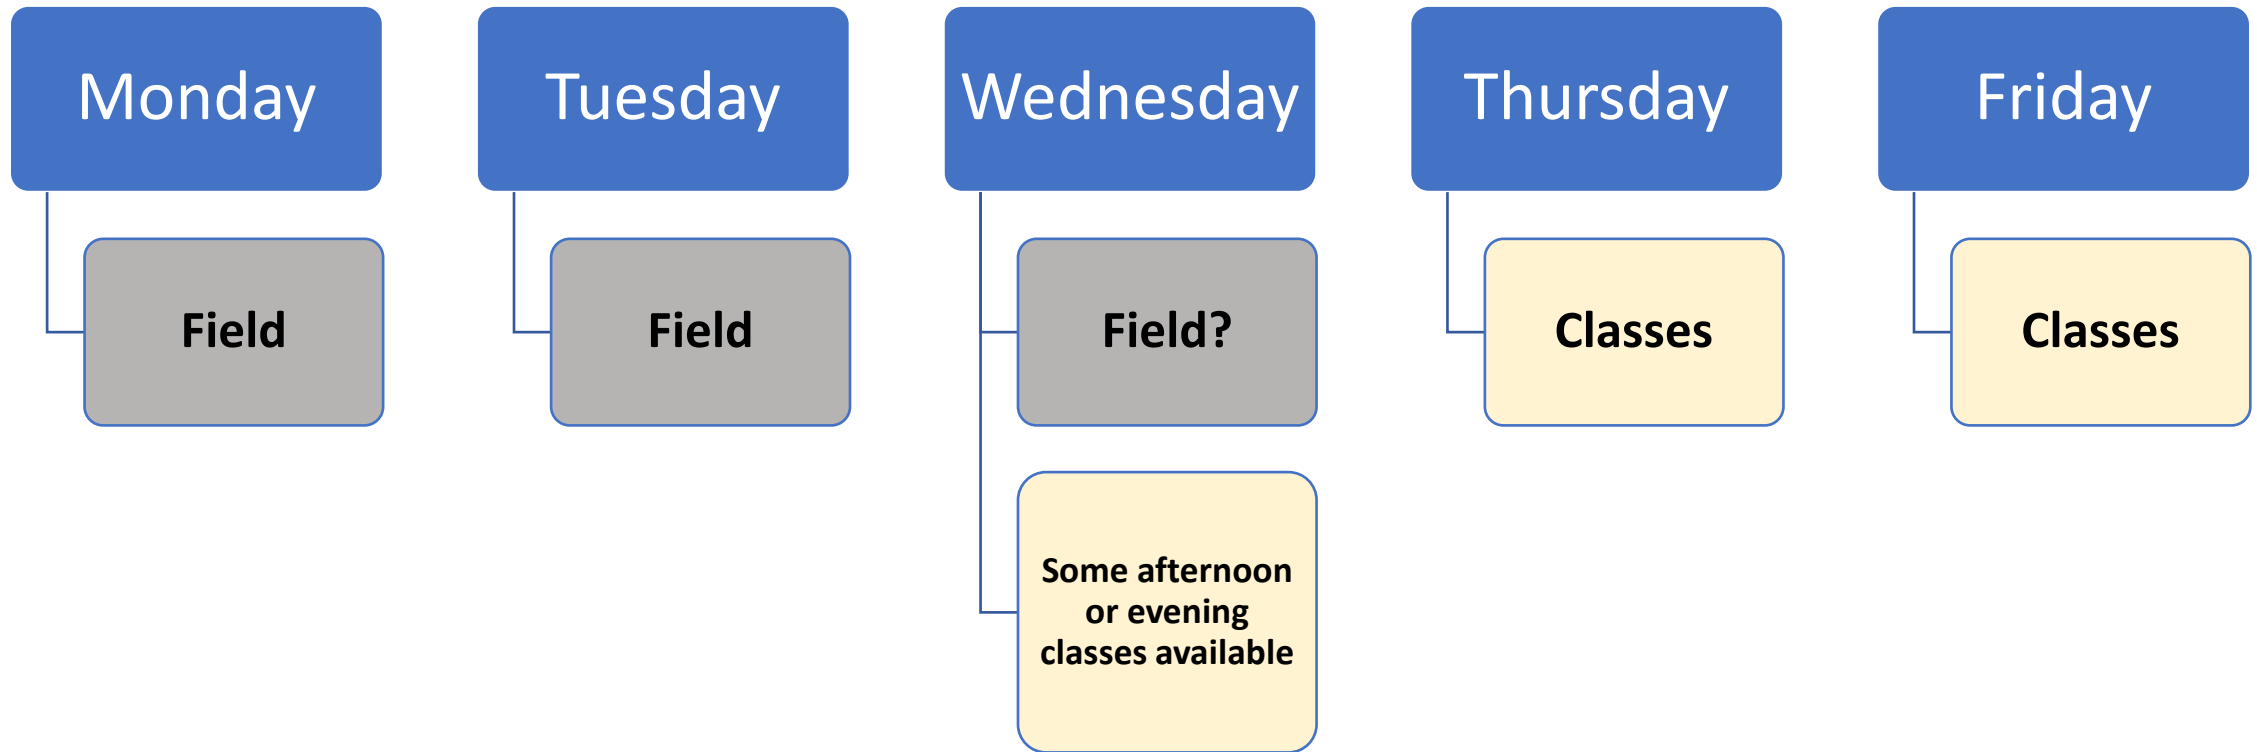 Monday
Field
Tuesday
Field
Wednesday
Field?
Some afternoon
or evening
classes available
Thursday
Classes
Friday
Classes